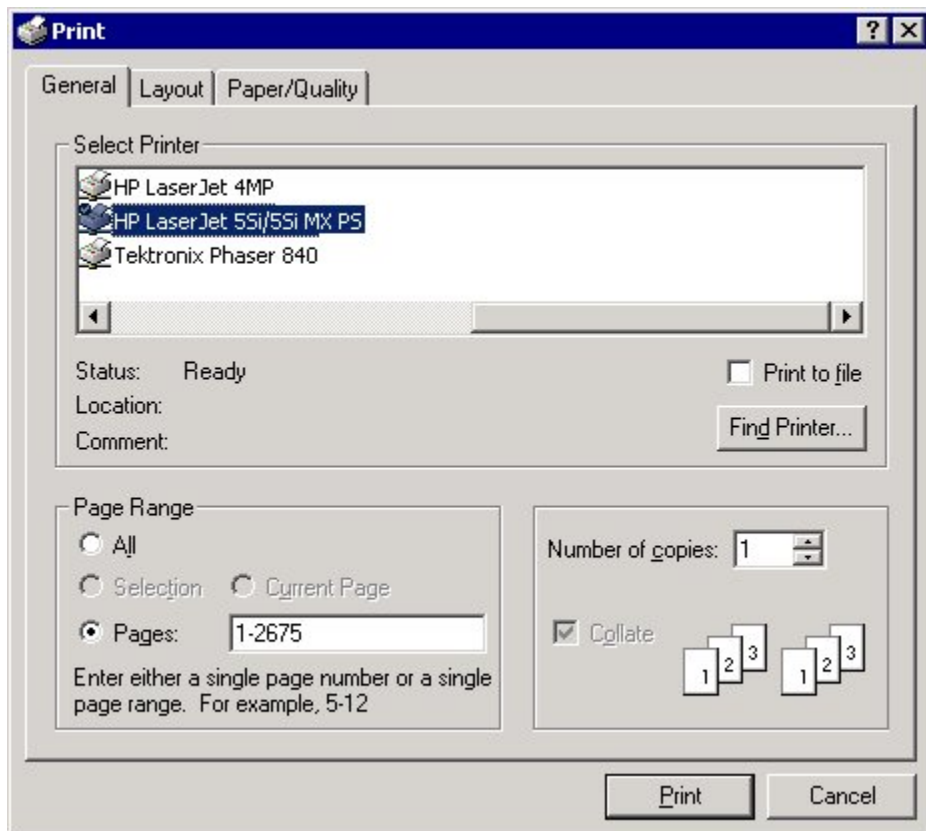 Print
General Layout Paper/Quality
Select Printer
HP LaserJet 4MP
HP LaserJet 5Si/5Si MX PS
Tektronix Phaser 840
Status: Ready
Print to file
Location:
Comment:
Find Printer...
Page Range
All
Selection Current Page
Pages: 1-2675
Enter either a single page number or a single
page range. For example, 5-12
Number of copies: 1
Collate
1 2 3 1 2 3
Print Cancel